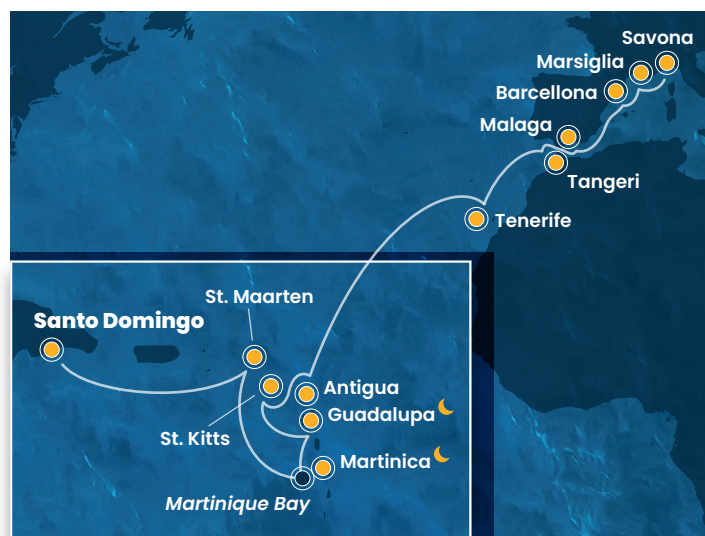 Savona
Marsiglia
Barcellona
Malaga
Tangeri
Tenerife
St. Maarten
Santo Domingo
Antigua
Guadalupa
St. Kitts
Martinica
Martinique Bay